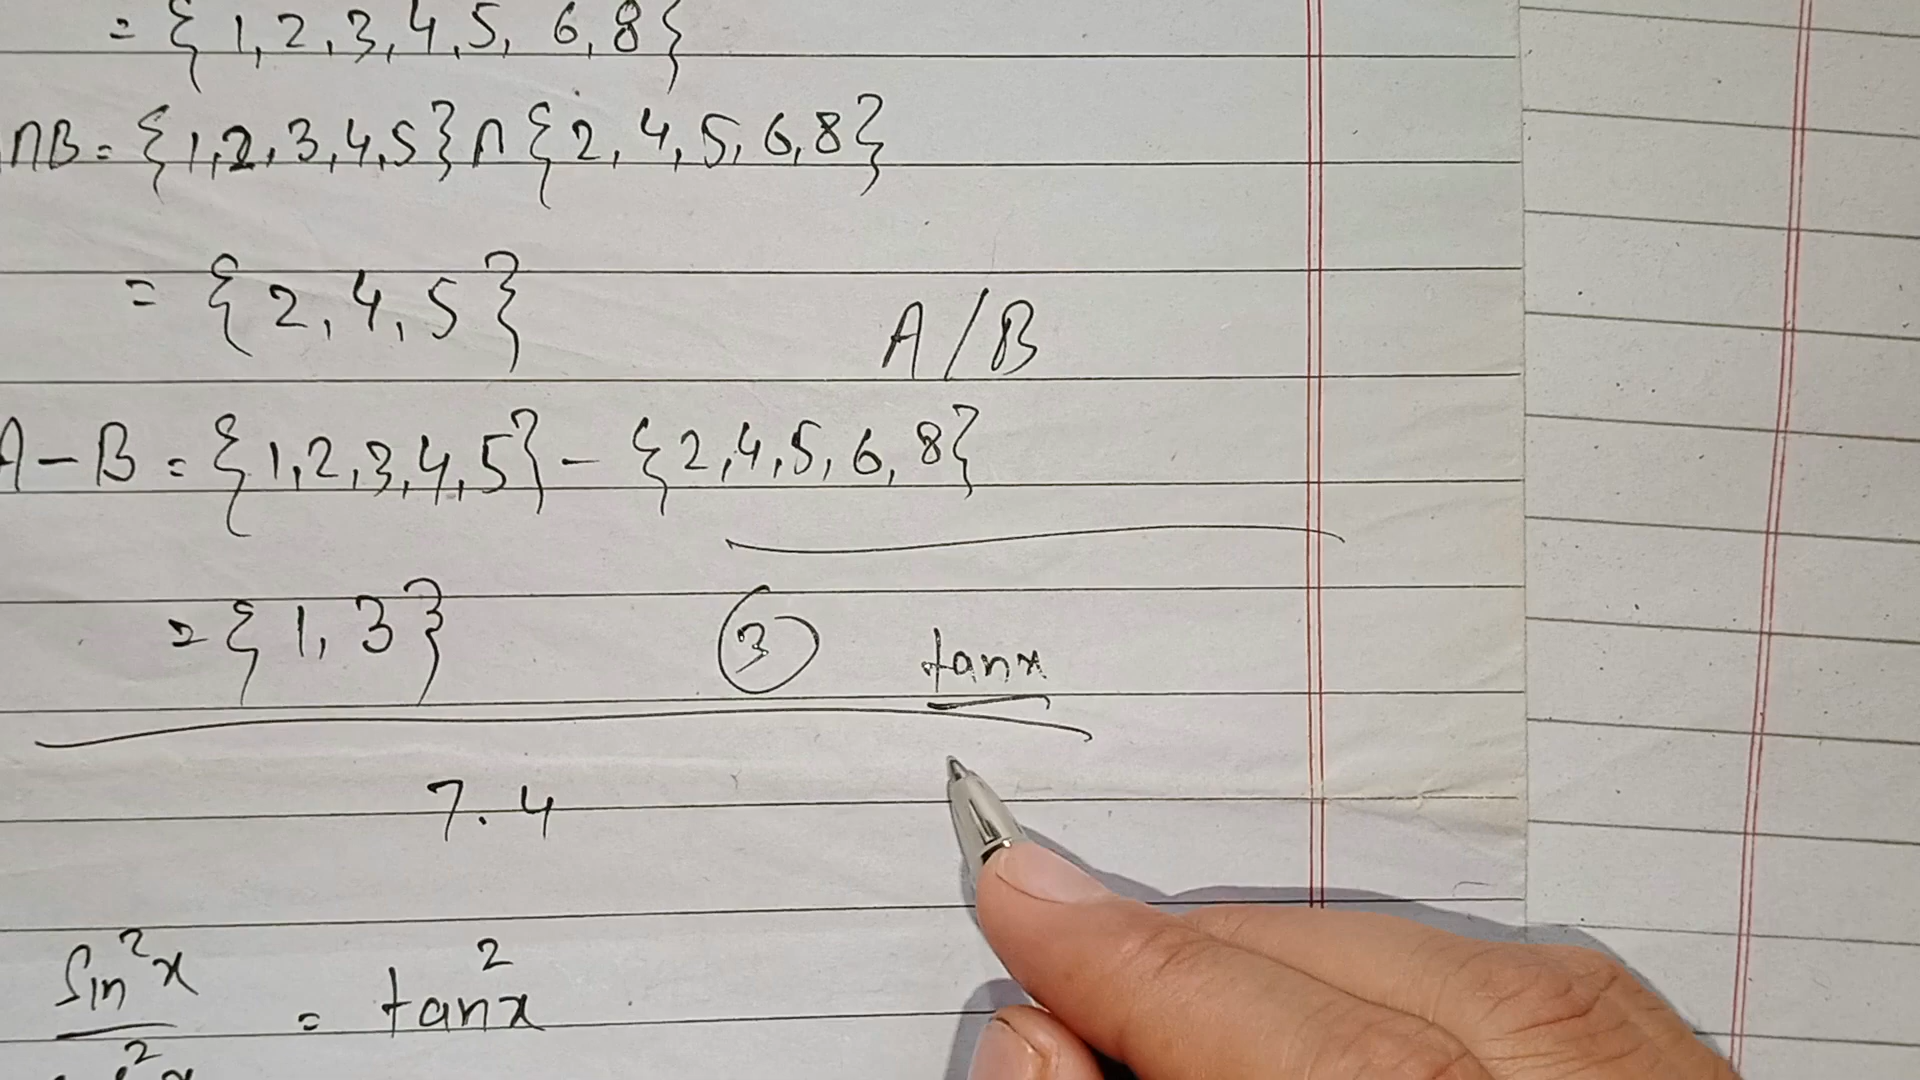 = {1, 2, 3, 4, 5, 6, 8}
∩B = {1, 2, 3, 4, 5} ∩ {2, 4, 5, 6, 8}
= {2, 4, 5}
A/B
A - B = {1, 2, 3, 4, 5} - {2, 4, 5, 6, 8}
= {1, 3}
③ tanx
7.4
Sin²x = tan²x